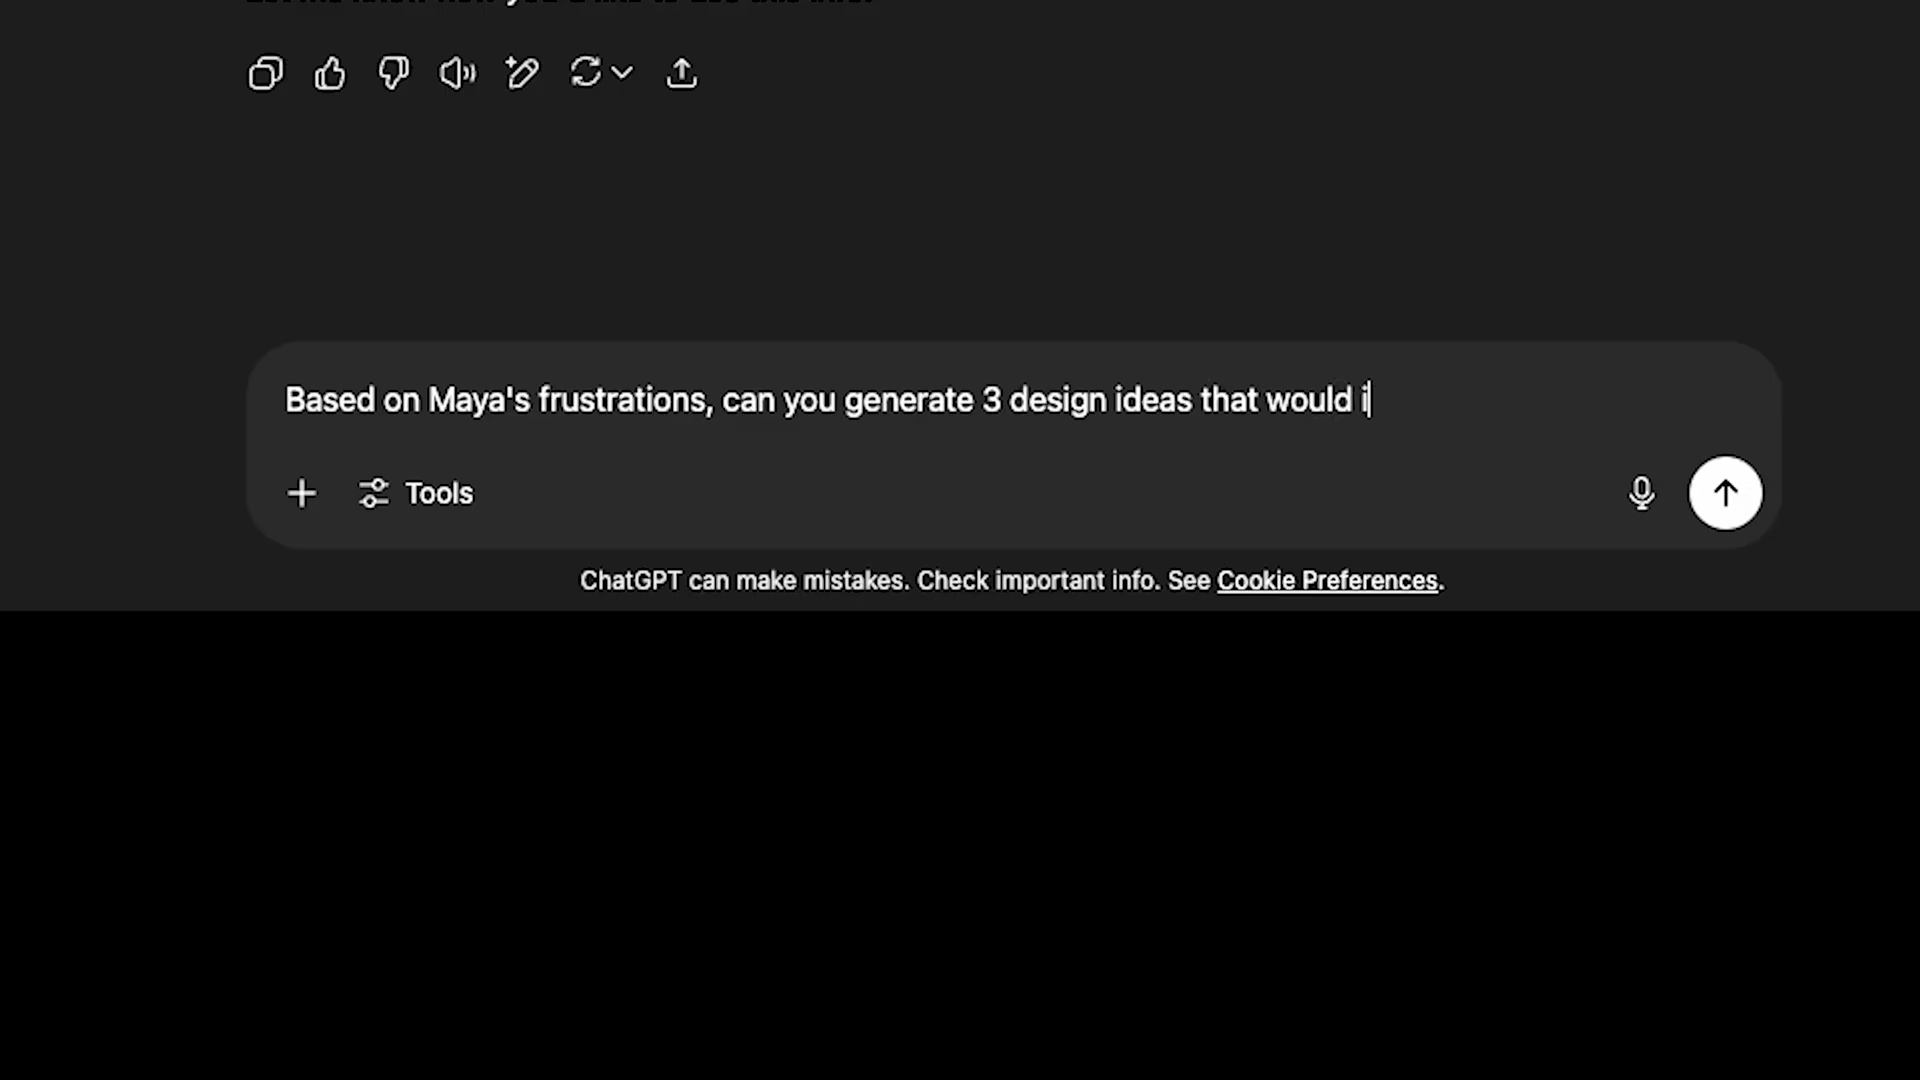 Based on Maya's frustrations, can you generate 3 design ideas that would i
Tools
ChatGPT can make mistakes. Check important info. See Cookie Preferences.